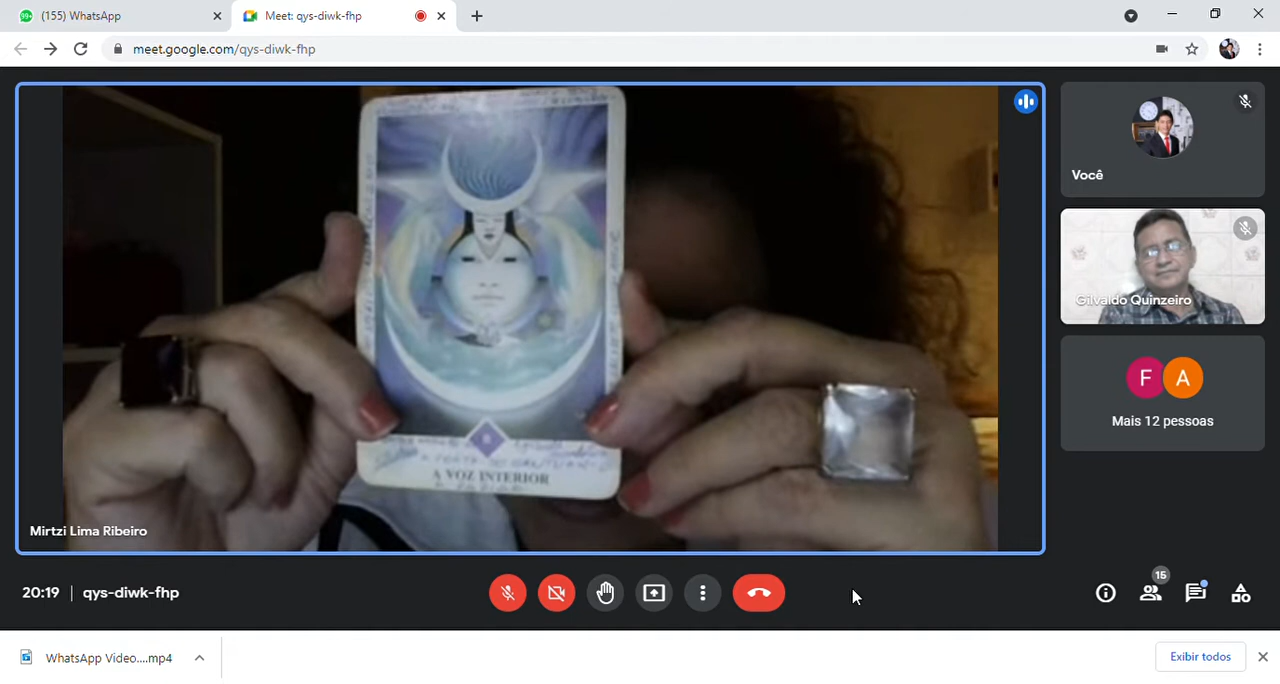 (155) WhatsApp
Meet: qys-diwk-fhp
meet.google.com/qys-diwk-fhp
A VOZ INTERIOR
Mirtzi Lima Ribeiro
Você
Gilvaldo Quinzeiro
F A
Mais 12 pessoas
20:19 | qys-diwk-fhp
15
WhatsApp Video....mp4
Exibir todos